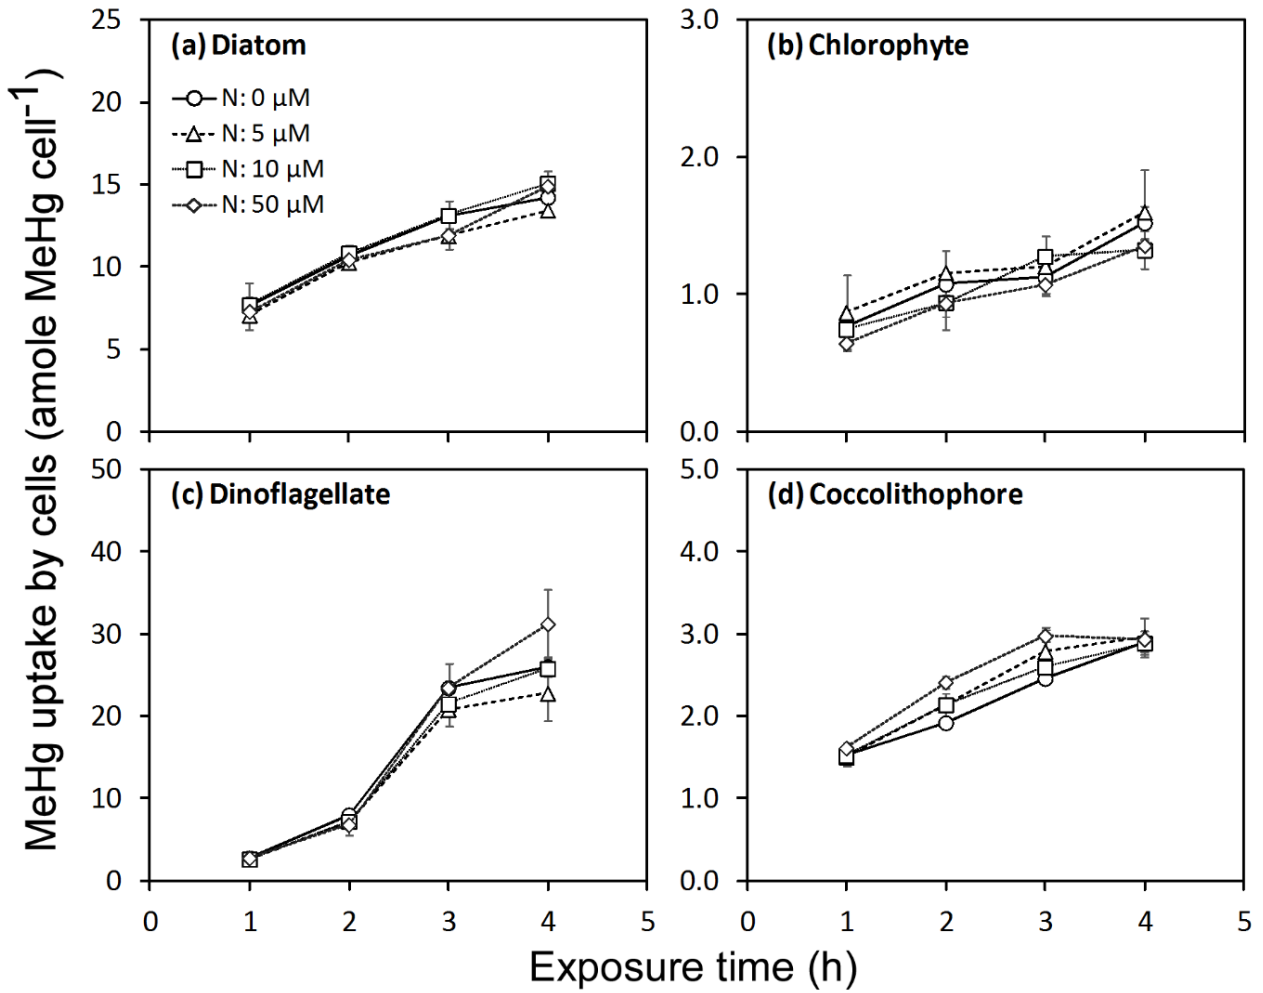 MeHg uptake by cells (amole MeHg cell⁻¹)
(a) Diatom
N: 0 µM
N: 5 µM
N: 10 µM
N: 50 µM
25
20
15
10
5
0
(b) Chlorophyte
3.0
2.0
1.0
0.0
(c) Dinoflagellate
50
40
30
20
10
0
0 1 2 3 4 5
(d) Coccolithophore
5.0
4.0
3.0
2.0
1.0
0.0
0 1 2 3 4 5
Exposure time (h)